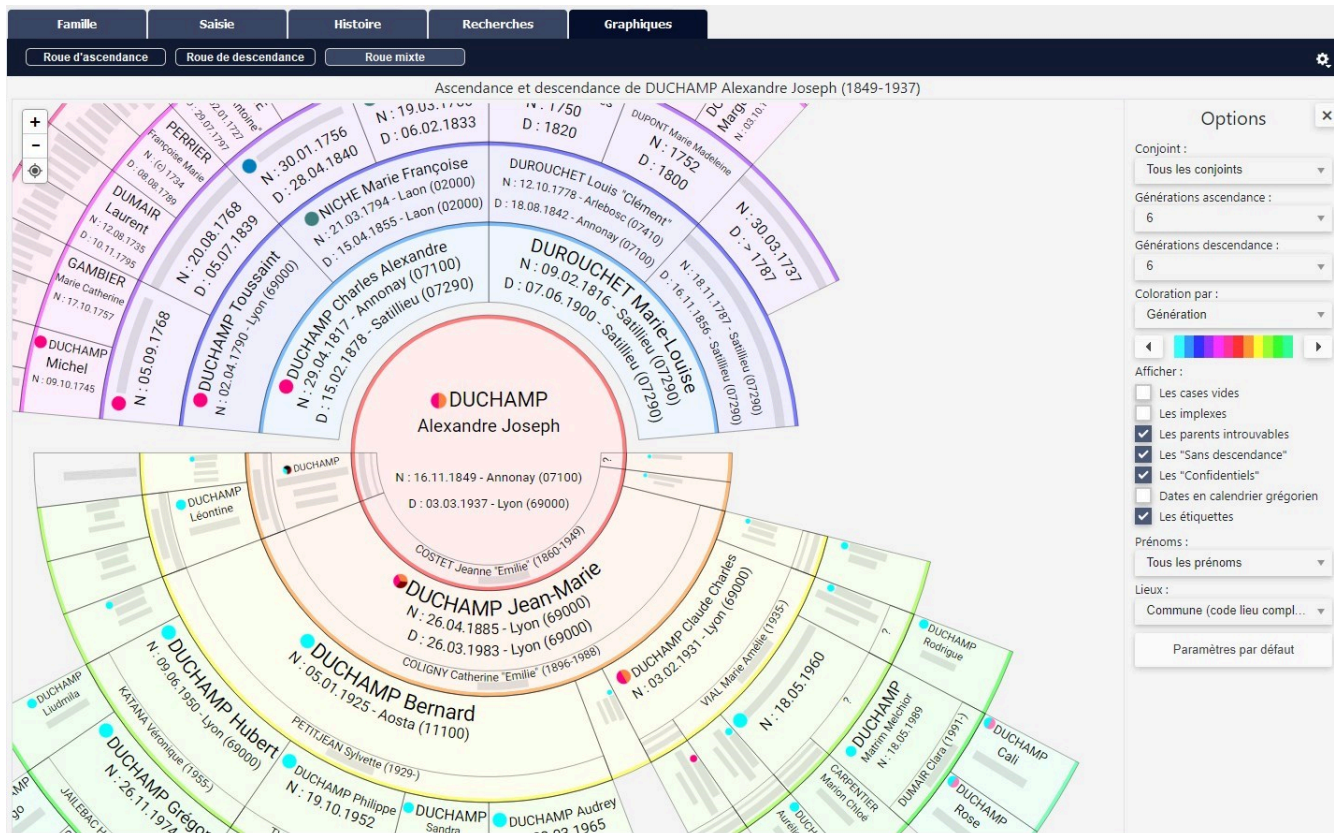 Famille
Saisie
Histoire
Recherches
Graphiques
Roue d'ascendance
Roue de descendance
Roue mixte
Ascendance et descendance de DUCHAMP Alexandre Joseph (1849-1937)
+
-
PERRIER
Françoise Marie
N : (c) 1734
D : 08.08.1789
DUMAIR
Laurent
N : 12.08.1735
D : 10.11.1795
GAMBIER
Marie Catherine
N : 17.10.1757
DUCHAMP
Michel
N : 09.10.1745
N : 05.09.1768
N : 20.08.1768
D : 05.07.1839
N : 30.01.1756
D : 28.04.1840
D : 06.02.1833
N : 1750
D : 1820
DUPONT Marie Madeleine
N : 1752
D : 1800
N : 30.03.1737
D : > 1787
DUCHAMP Toussaint
N : 02.04.1790 - Lyon (69000)
NICHE Marie Françoise
N : 21.03.1794 - Laon (02000)
D : 15.04.1855 - Laon (02000)
DUROUCHET Louis "Clément"
N : 12.10.1778 - Arlebosc (07410)
D : 18.08.1842 - Annonay (07100)
N : 18.11.1787 - Satillieu (07290)
D : 16.11.1856 - Satillieu (07290)
DUCHAMP Charles Alexandre
N : 29.04.1817 - Annonay (07100)
D : 15.02.1878 - Satillieu (07290)
DUROUCHET Marie-Louise
N : 09.02.1816 - Satillieu (07290)
D : 07.06.1900 - Satillieu (07290)
DUCHAMP
Alexandre Joseph
N : 16.11.1849 - Annonay (07100)
D : 03.03.1937 - Lyon (69000)
COSTET Jeanne "Emilie" (1860-1949)
?
DUCHAMP
DUCHAMP Jean-Marie
N : 26.04.1885 - Lyon (69000)
D : 26.03.1983 - Lyon (69000)
COLIGNY Catherine "Emilie" (1896-1988)
DUCHAMP
Léontine
DUCHAMP Bernard
N : 05.01.1925 - Aosta (11100)
PETITJEAN Sylvette (1929-)
DUCHAMP Claude Charles
N : 03.02.1931 - Lyon (69000)
VIAL Marie Amélie (1935-)
?
DUCHAMP Hubert
N : 09.06.1950 - Lyon (69000)
KATANA Véronique (1955-)
DUCHAMP Philippe
N : 19.10.1952
DUCHAMP
Sandra
DUCHAMP Audrey
N : 18.05.1960
?
DUCHAMP
Liudmila
DUCHAMP
N : 26.11.1974
DUCHAMP
Rodrigue
DUCHAMP
Matrim Melchior
N : 18.05.1989
DUMAIR Clara (1991-)
CARPENTIER
Marion Chloé
DUCHAMP
Cali
DUCHAMP
Rose
Options
×
Conjoint :
Tous les conjoints
Générations ascendance :
6
Générations descendance :
6
Coloration par :
Génération
Afficher :
Les cases vides
Les implexes
Les parents introuvables
Les "Sans descendance"
Les "Confidentiels"
Dates en calendrier grégorien
Les étiquettes
Prénoms :
Tous les prénoms
Lieux :
Commune (code lieu compl...
Paramètres par défaut